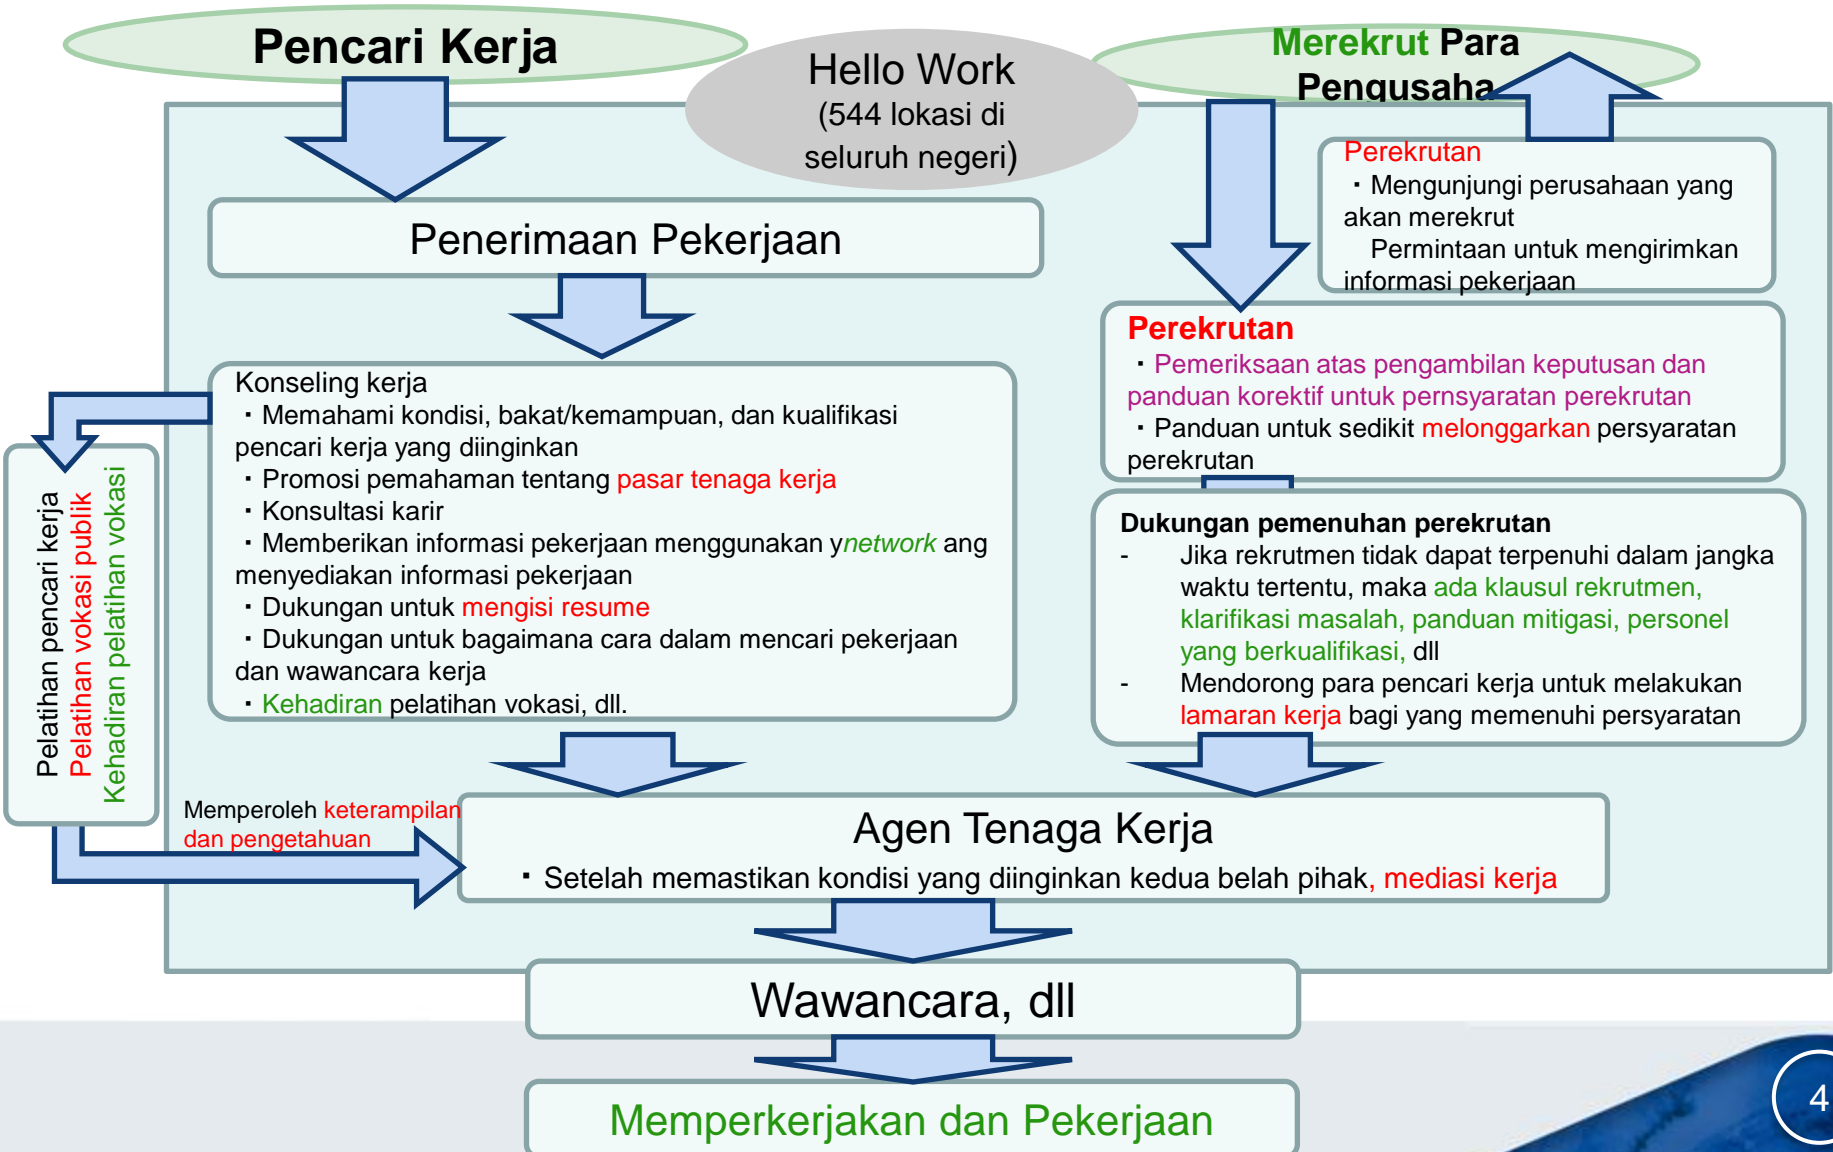 Pencari Kerja
Hello Work
(544 lokasi di
seluruh negeri)
Merekrut Para
Pengusaha
Perekrutan
・Mengunjungi perusahaan yang
akan merekrut
Permintaan untuk mengirimkan
informasi pekerjaan
Penerimaan Pekerjaan
Perekrutan
・Pemeriksaan atas pengambilan keputusan dan
panduan korektif untuk pernsyaratan perekrutan
・Panduan untuk sedikit melonggarkan persyaratan
perekrutan
Konseling kerja
・Memahami kondisi, bakat/kemampuan, dan kualifikasi
pencari kerja yang diinginkan
・Promosi pemahaman tentang pasar tenaga kerja
・Konsultasi karir
・Memberikan informasi pekerjaan menggunakan ynetwork ang
menyediakan informasi pekerjaan
・Dukungan untuk mengisi resume
・Dukungan untuk bagaimana cara dalam mencari pekerjaan
dan wawancara kerja
・Kehadiran pelatihan vokasi, dll.
Pelatihan pencari kerja
Pelatihan vokasi publik
Kehadiran pelatihan vokasi
Dukungan pemenuhan perekrutan
- Jika rekrutmen tidak dapat terpenuhi dalam jangka
waktu tertentu, maka ada klausul rekrutmen,
klarifikasi masalah, panduan mitigasi, personel
yang berkualifikasi, dll
- Mendorong para pencari kerja untuk melakukan
lamaran kerja bagi yang memenuhi persyaratan
Memperoleh keterampilan
dan pengetahuan
Agen Tenaga Kerja
・Setelah memastikan kondisi yang diinginkan kedua belah pihak, mediasi kerja
Wawancara, dll
Memperkerjakan dan Pekerjaan
4